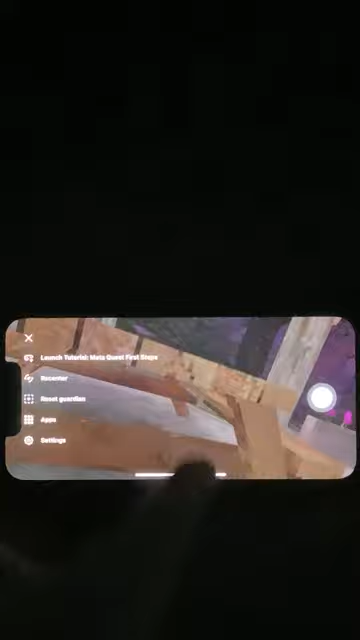 Launch Tutorial: Meta Quest First Steps
Recenter
Reset guardian
Apps
Settings